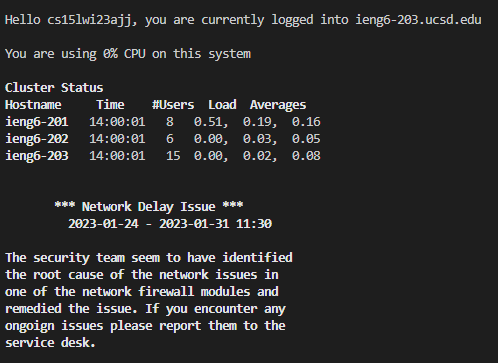 Hello cs15lwi23ajj, you are currently logged into ieng6-203.ucsd.edu
You are using 0% CPU on this system
Cluster Status
Hostname Time #Users Load Averages
ieng6-201 14:00:01 8 0.51, 0.19, 0.16
ieng6-202 14:00:01 6 0.00, 0.03, 0.05
ieng6-203 14:00:01 15 0.00, 0.02, 0.08
*** Network Delay Issue ***
2023-01-24 - 2023-01-31 11:30
The security team seem to have identified
the root cause of the network issues in
one of the network firewall modules and
remedied the issue. If you encounter any
ongoign issues please report them to the
service desk.